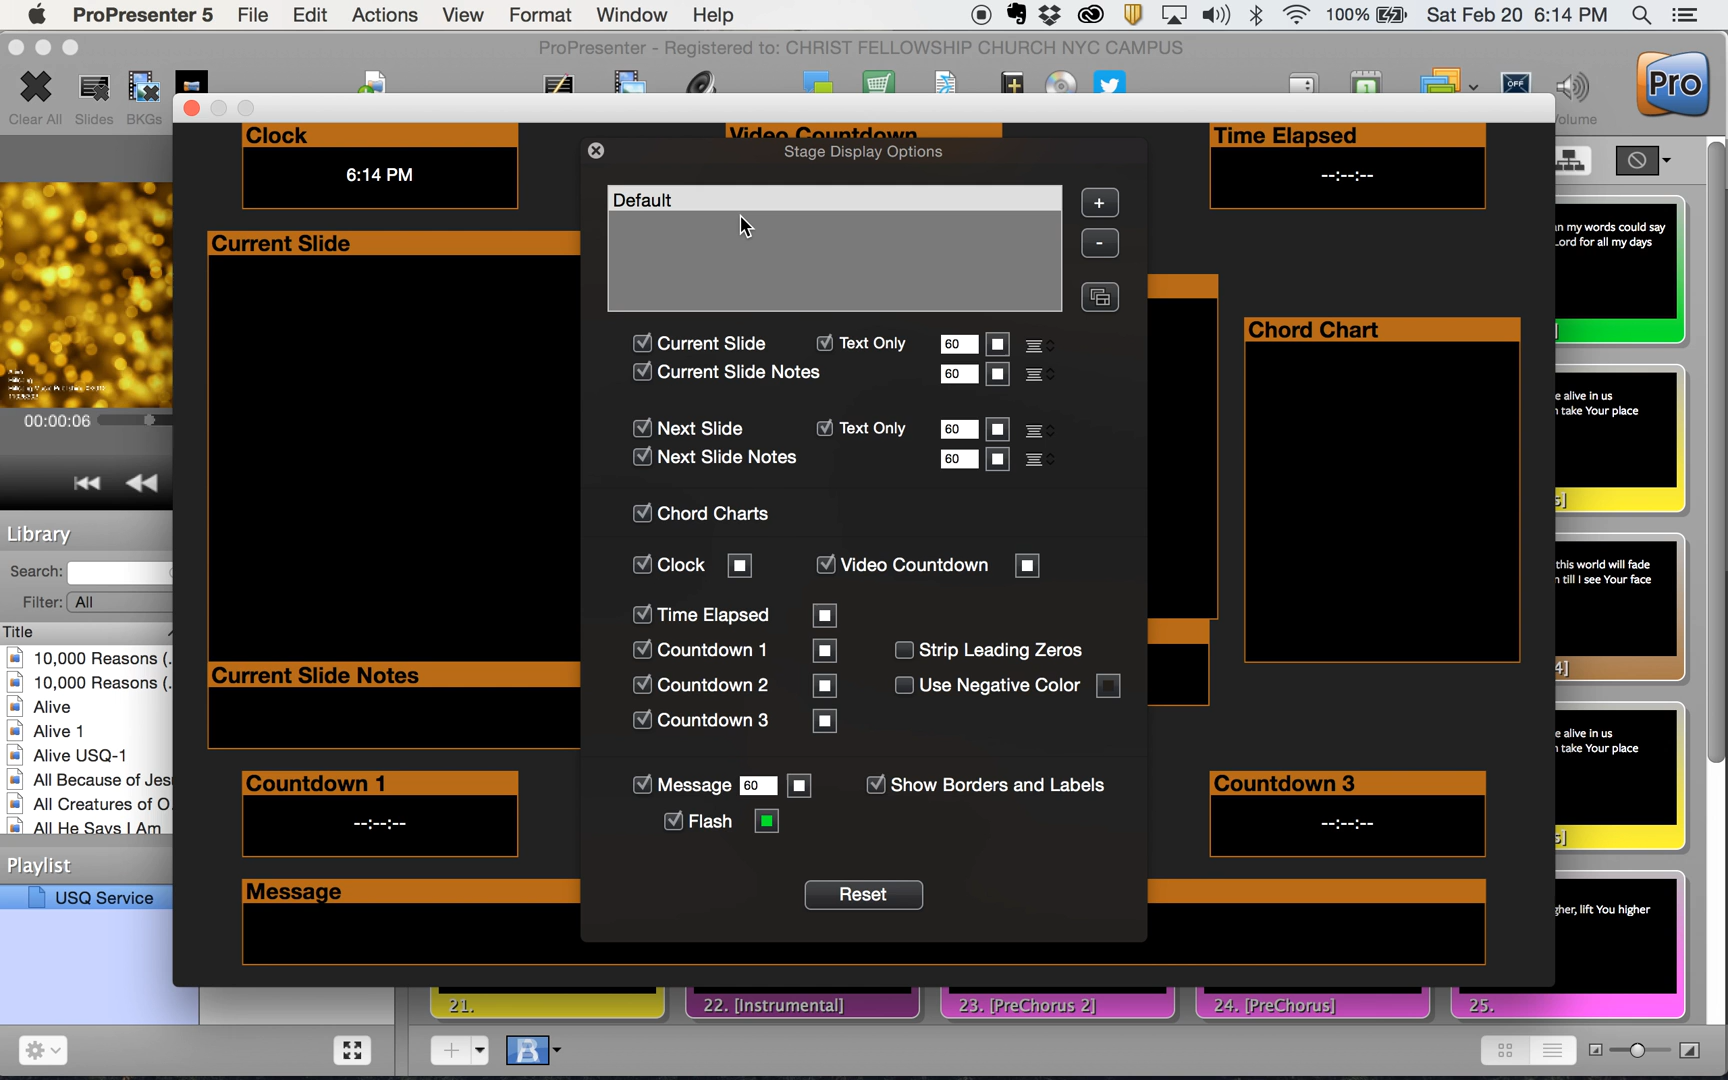 ProPresenter 5 File Edit Actions View Format Window Help 100% Sat Feb 20 6:14 PM
ProPresenter - Registered to: CHRIST FELLOWSHIP CHURCH NYC CAMPUS
Pro
OFF
1
Clear All Slides BKGs olume
Clock
Video Countdown
Time Elapsed
Stage Display Options
6:14 PM
--:--:--
Default
+
-
Current Slide
an my words could say
Lord for all my days
]
Chord Chart
Current Slide Text Only 60
Current Slide Notes 60
Next Slide Text Only 60
Next Slide Notes 60
e alive in us
n take Your place
s]
00:00:06
Chord Charts
Library
Search:
Filter: All
Title
Clock Video Countdown
this world will fade
n till I see Your face
4]
Time Elapsed
Countdown 1 Strip Leading Zeros
Countdown 2 Use Negative Color
Countdown 3
10,000 Reasons (.
10,000 Reasons (.
Alive
Alive 1
Alive USQ-1
All Because of Jesu
All Creatures of O
All He Says I Am
Current Slide Notes
e alive in us
n take Your place
s]
Countdown 1
--:--:--
Message 60 Show Borders and Labels
Flash
Countdown 3
--:--:--
Playlist
USQ Service
Message
Reset
gher, lift You higher
21.
22. [Instrumental]
23. [PreChorus 2]
24. [PreChorus]
25.
+
B